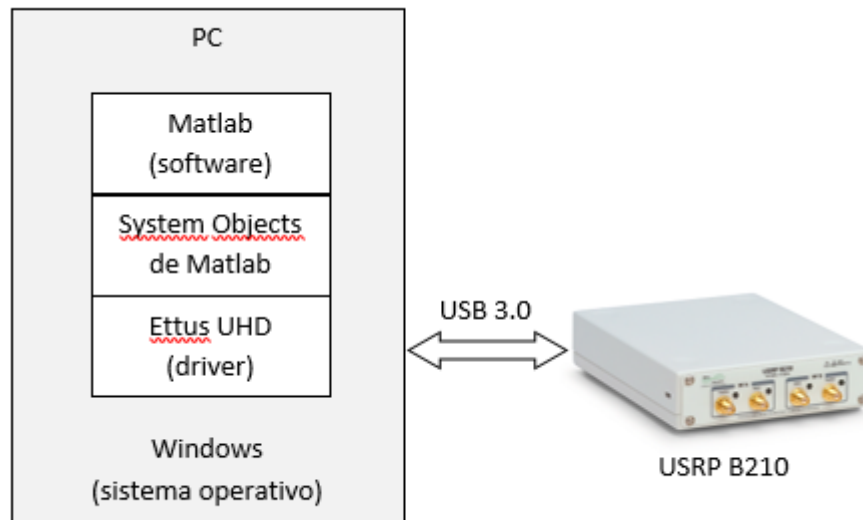 PC
Matlab
(software)
System Objects
de Matlab
Ettus UHD
(driver)
Windows
(sistema operativo)
USB 3.0
USRP B210